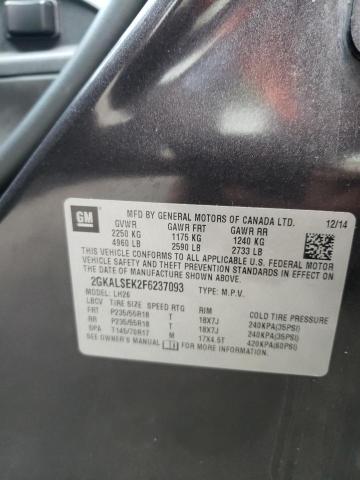 GM
MFD BY GENERAL MOTORS OF CANADA LTD. 12/14
GVWR GAWR FRT GAWR RR
2250 KG 1175 KG 1240 KG
4960 LB 2590 LB 2733 LB
THIS VEHICLE CONFORMS TO ALL APPLICABLE U.S. FEDERAL MOTOR
VEHICLE SAFETY AND THEFT PREVENTION STANDARDS IN EFFECT ON
THE DATE OF MANUFACTURE SHOWN ABOVE.
2GKALSEK2F6237093 TYPE: M.P.V.
MODEL: LH26
LBCV TIRE SIZE SPEED RTG RIM COLD TIRE PRESSURE
FRT P235/55R18 T 18X7J 240KPA(35PSI)
RR P235/55R18 T 18X7J 240KPA(35PSI)
SPA T145/70R17 M 17X4.5T 420KPA(60PSI)
SEE OWNER'S MANUAL FOR ADDITIONAL INFORMATION.